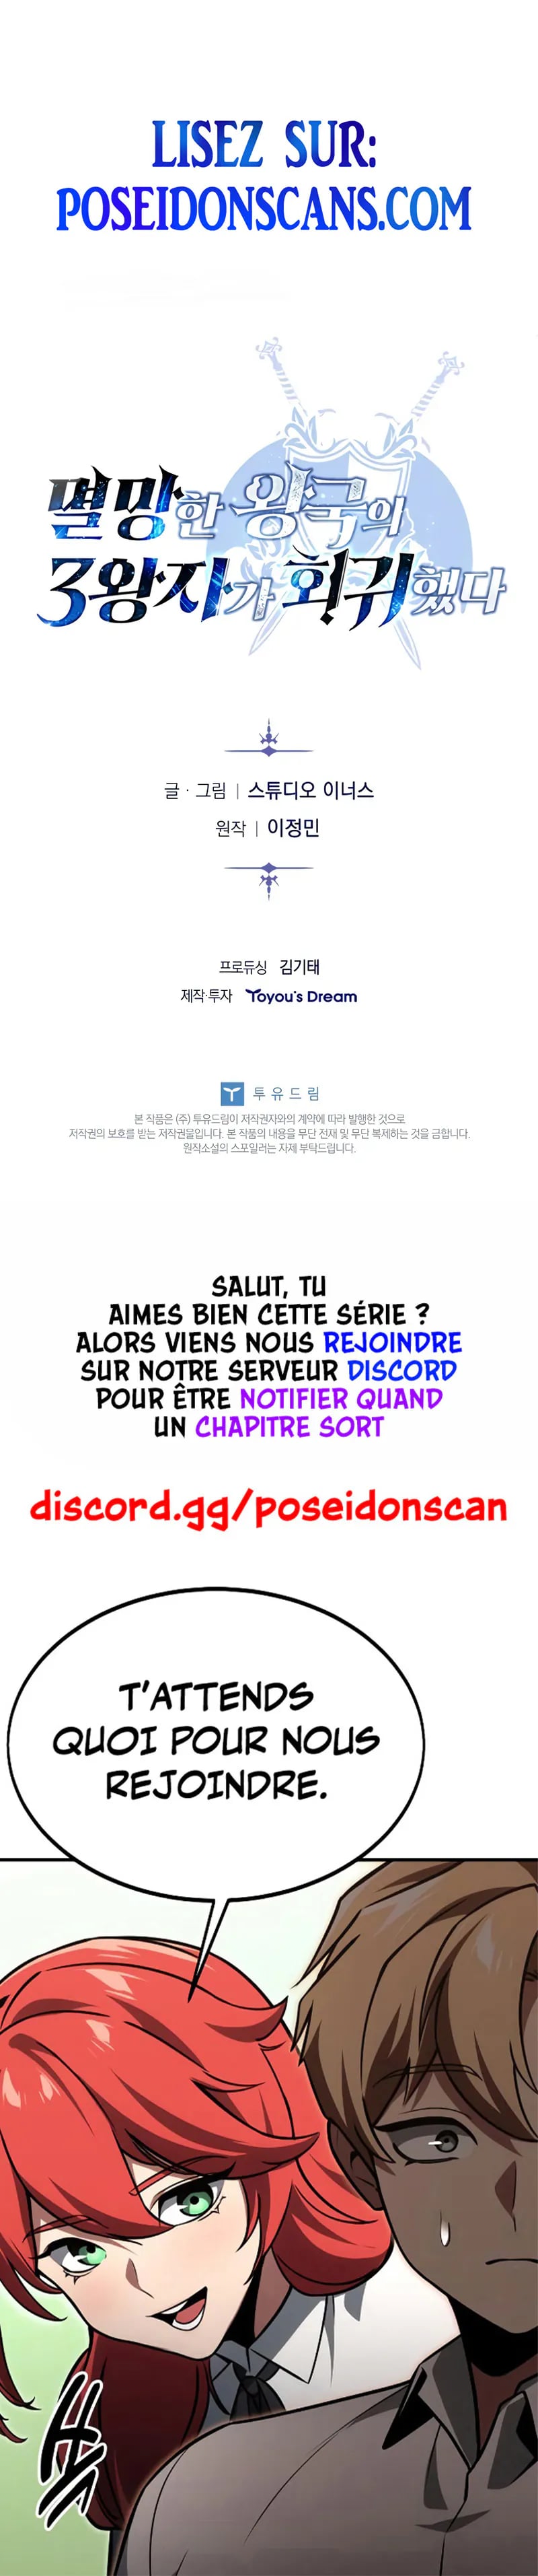 LISEZ SUR:
POSEIDONSCANS.COM
멸망한 왕국의
3왕자가 회귀했다
글 · 그림 | 스튜디오 이너스
원작 | 이정민
프로듀싱 김기태
제작·투자 Toyou's Dream
투유드림
본 작품은 (주) 투유드림이 저작권자와의 계약에 따라 발행한 것으로
저작권의 보호를 받는 저작권물입니다. 본 작품의 내용을 무단 전재 및 무단 복제하는 것을 금합니다.
원작소설의 스포일러는 자제 부탁드립니다.
SALUT, TU
AIMES BIEN CETTE SÉRIE ?
ALORS VIENS NOUS REJOINDRE
SUR NOTRE SERVEUR DISCORD
POUR ÊTRE NOTIFIER QUAND
UN CHAPITRE SORT
discord.gg/poseidonscan
T'ATTENDS
QUOI POUR NOUS
REJOINDRE.